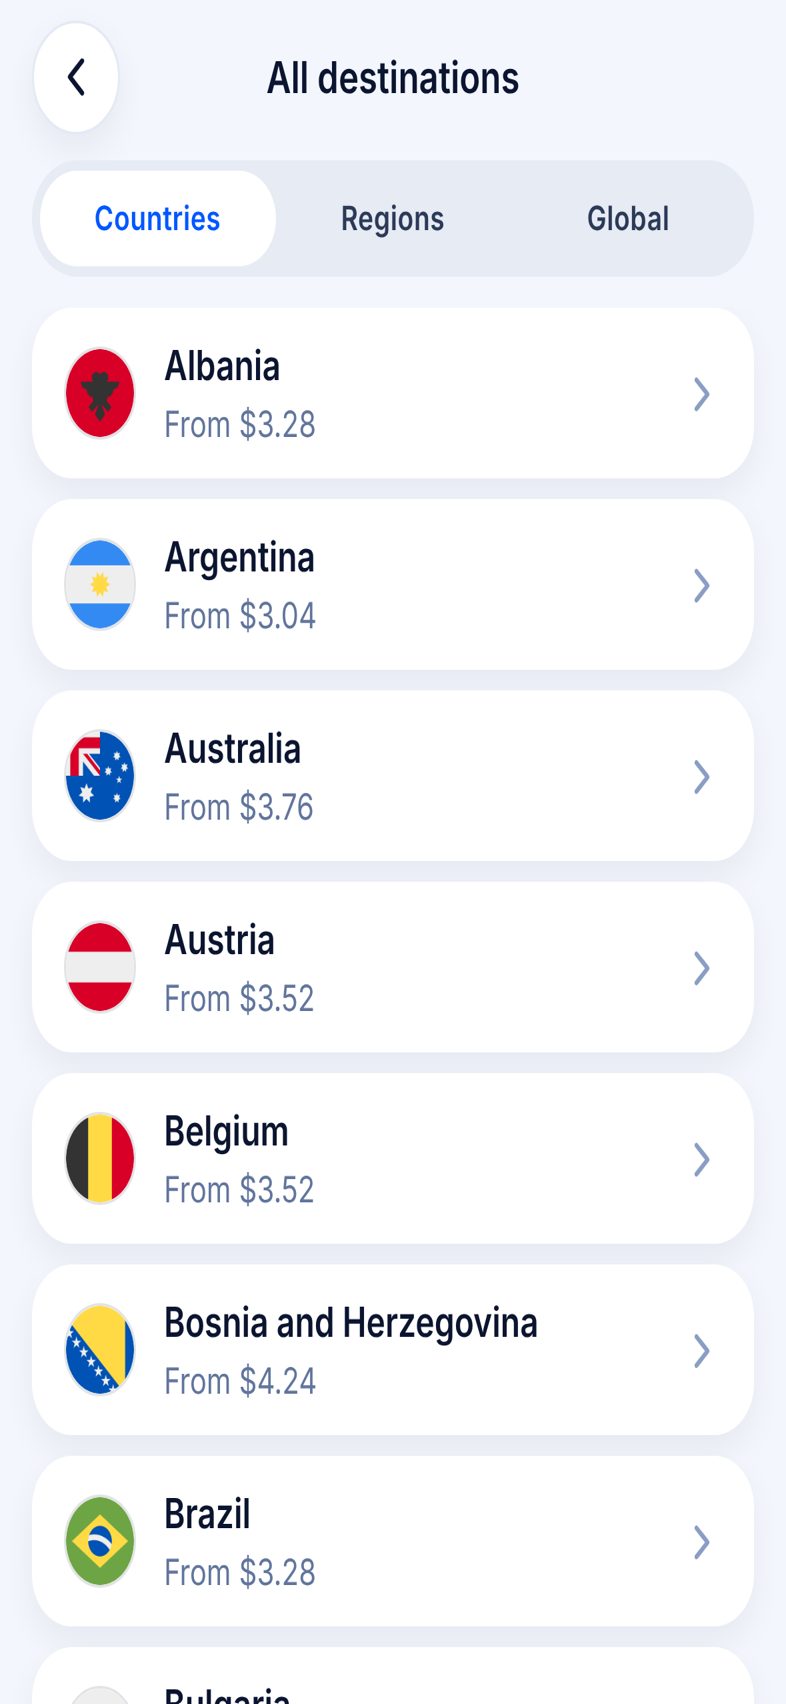 All destinations
Countries
Regions
Global
Albania
From $3.28
Argentina
From $3.04
Australia
From $3.76
Austria
From $3.52
Belgium
From $3.52
Bosnia and Herzegovina
From $4.24
Brazil
From $3.28
Bulgaria